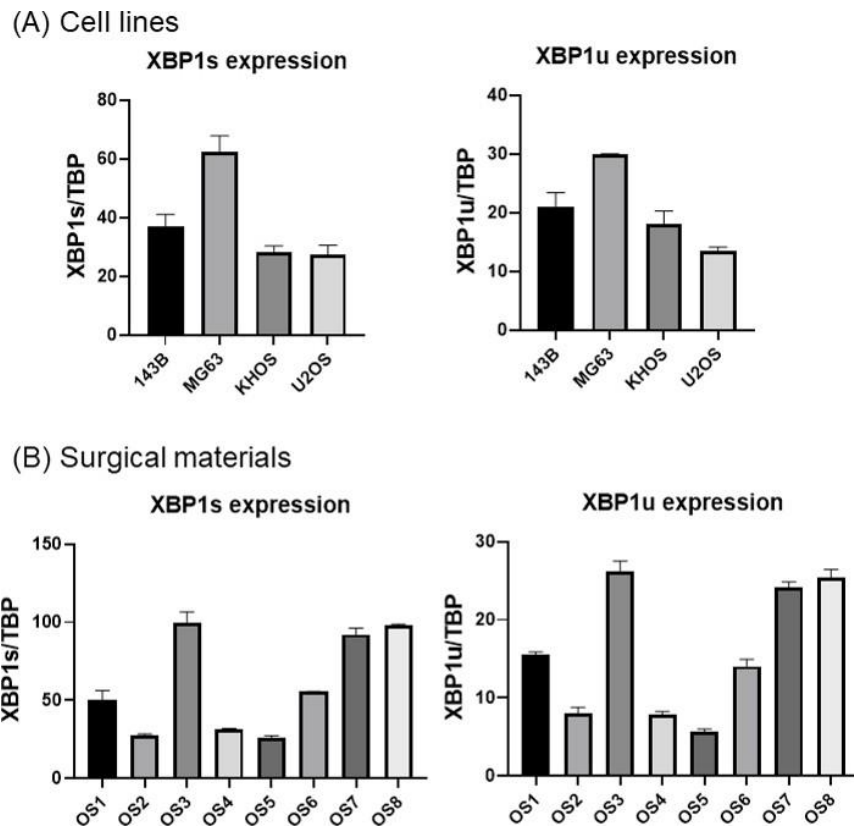 (A) Cell lines
XBP1s expression
XBP1s/TBP
80
60
40
20
0
143B
MG63
KHOS
U2OS
XBP1u expression
XBP1u/TBP
40
30
20
10
0
143B
MG63
KHOS
U2OS
(B) Surgical materials
XBP1s expression
XBP1s/TBP
150
100
50
0
OS1
OS2
OS3
OS4
OS5
OS6
OS7
OS8
XBP1u expression
XBP1u/TBP
30
20
10
0
OS1
OS2
OS3
OS4
OS5
OS6
OS7
OS8